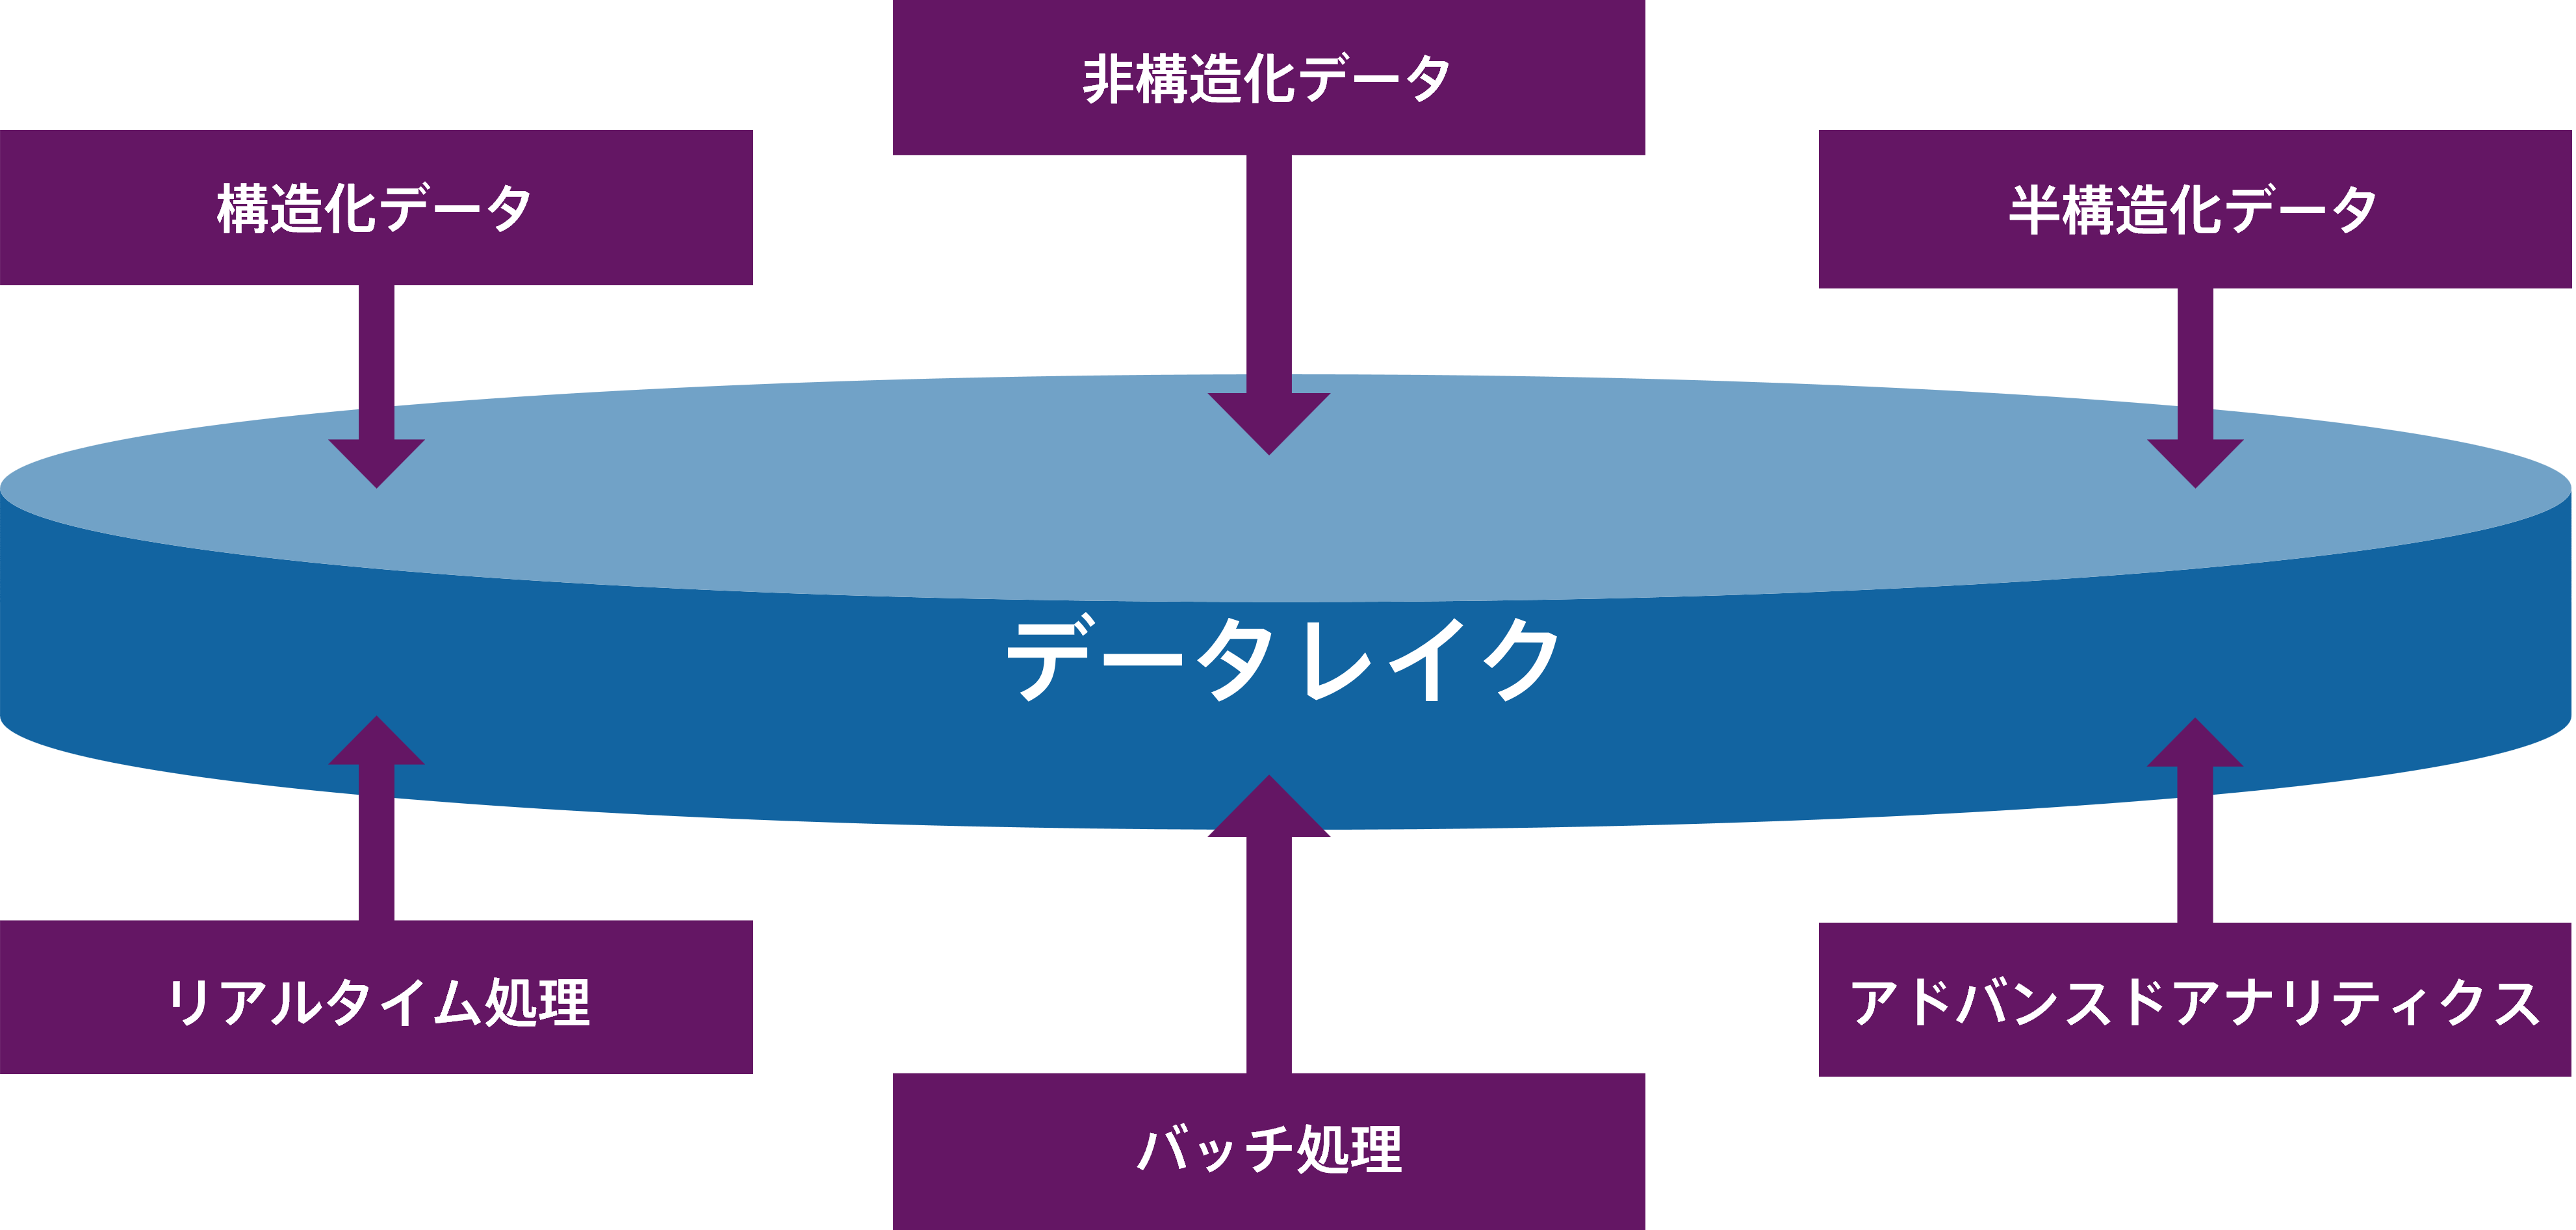 非構造化データ
構造化データ
半構造化データ
データレイク
リアルタイム処理
アドバンスドアナリティクス
バッチ処理